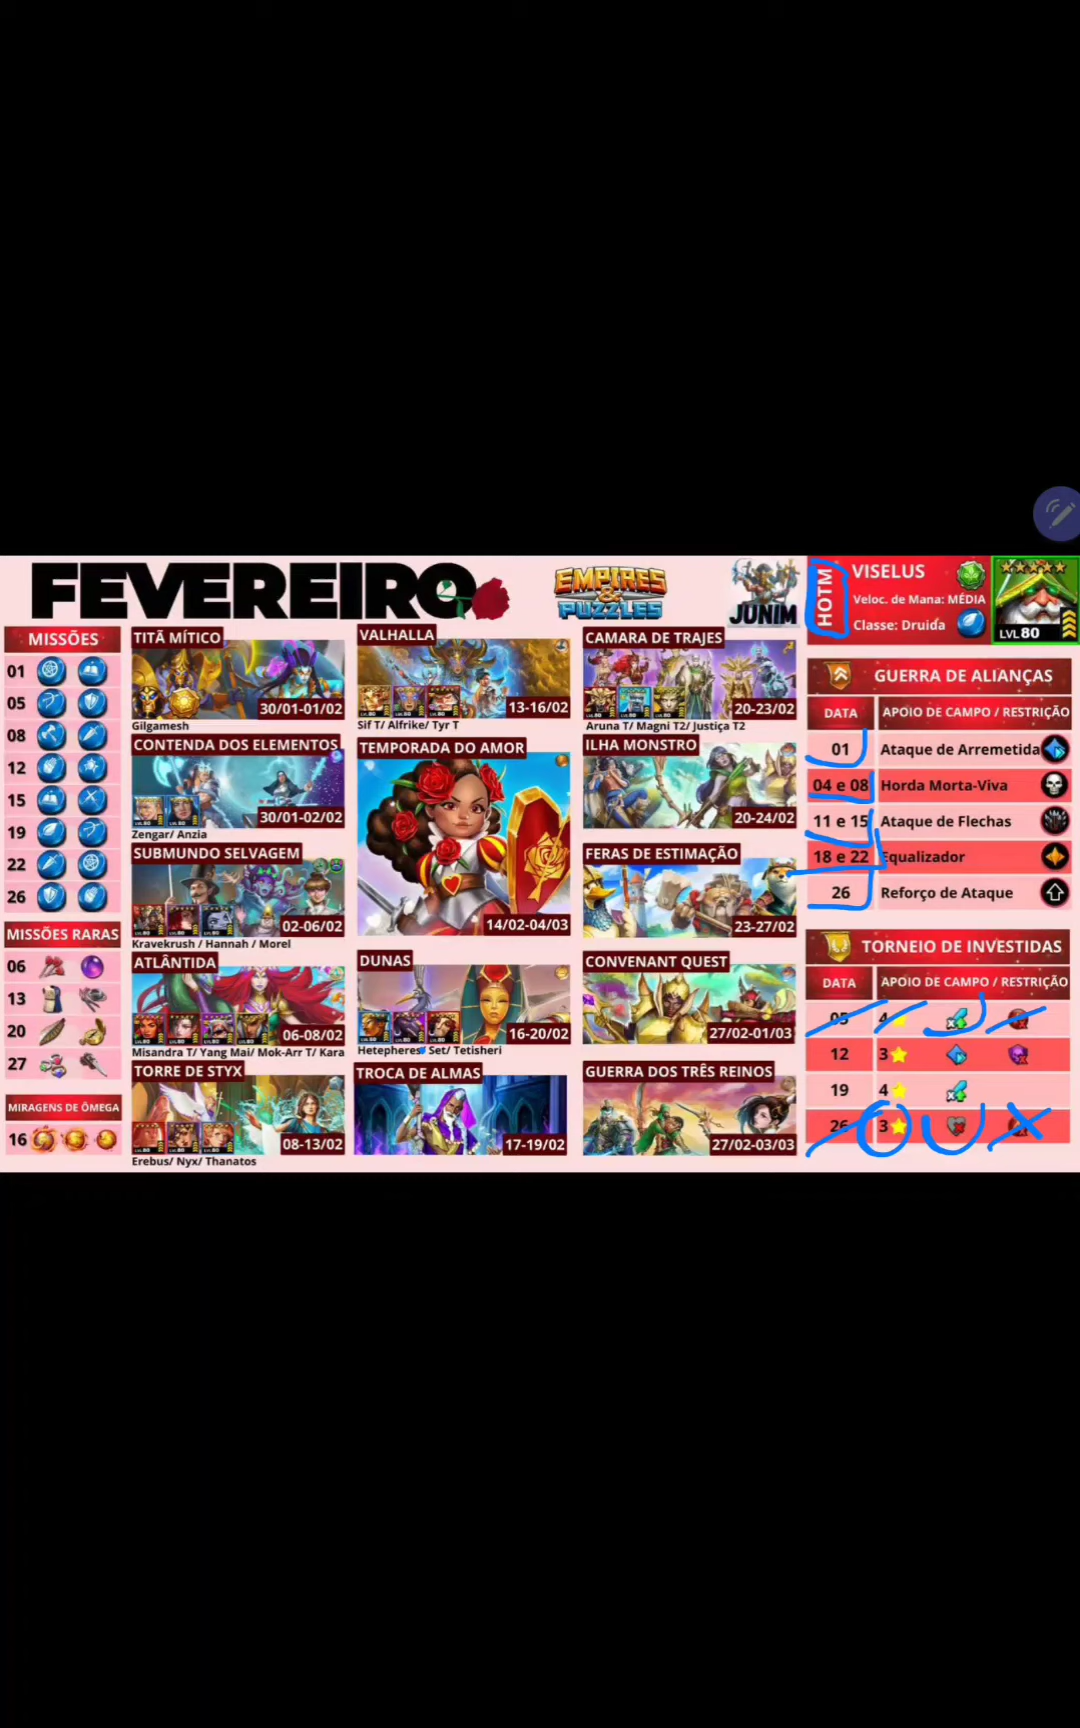 FEVEREIRO
EMPIRES
&
PUZZLES
JUNIM
HOTM
VISELUS
Veloc. de Mana: MÉDIA
Classe: Druida
LVL 80
MISSÕES
01
05
08
12
15
19
22
26
MISSÕES RARAS
06
13
20
27
MIRAGENS DE ÔMEGA
16
TITÃ MÍTICO
30/01-01/02
Gilgamesh
CONTENDA DOS ELEMENTOS
30/01-02/02
Zengar/ Anzia
SUBMUNDO SELVAGEM
02-06/02
Kravekrush / Hannah / Morel
ATLÂNTIDA
06-08/02
Misandra T/ Yang Mai/ Mok-Arr T/ Kara
TORRE DE STYX
08-13/02
Erebus/ Nyx/ Thanatos
VALHALLA
13-16/02
Sif T/ Alfrike/ Tyr T
TEMPORADA DO AMOR
14/02-04/03
DUNAS
16-20/02
Hetepheres Set/ Tetisheri
TROCA DE ALMAS
17-19/02
CAMARA DE TRAJES
20-23/02
Aruna T/ Magni T2/ Justiça T2
ILHA MONSTRO
20-24/02
FERAS DE ESTIMAÇÃO
23-27/02
CONVENANT QUEST
27/02-01/03
GUERRA DOS TRÊS REINOS
27/02-03/03
GUERRA DE ALIANÇAS
DATA APOIO DE CAMPO / RESTRIÇÃO
01 Ataque de Arremetida
04 e 08 Horda Morta-Viva
11 e 15 Ataque de Flechas
18 e 22 Equalizador
26 Reforço de Ataque
TORNEIO DE INVESTIDAS
DATA APOIO DE CAMPO / RESTRIÇÃO
05 4
12 3
19 4
26 3